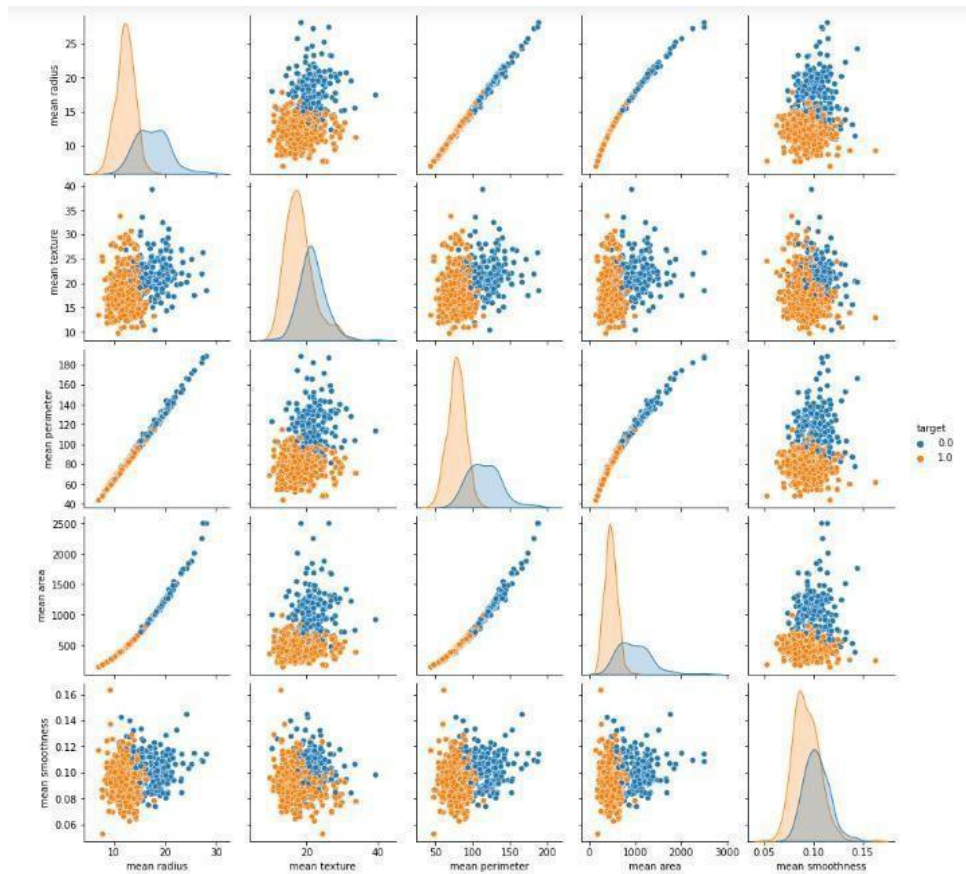 mean radius
25
20
15
10
mean texture
40
35
30
25
20
15
10
mean perimeter
180
160
140
120
100
80
60
40
target
0.0
1.0
mean area
2500
2000
1500
1000
500
mean smoothness
0.16
0.14
0.12
0.10
0.08
0.06
10 20 30
20 40
50 100 150 200
0 1000 2000 3000
0.05 0.10 0.15
mean radius
mean texture
mean perimeter
mean area
mean smoothness